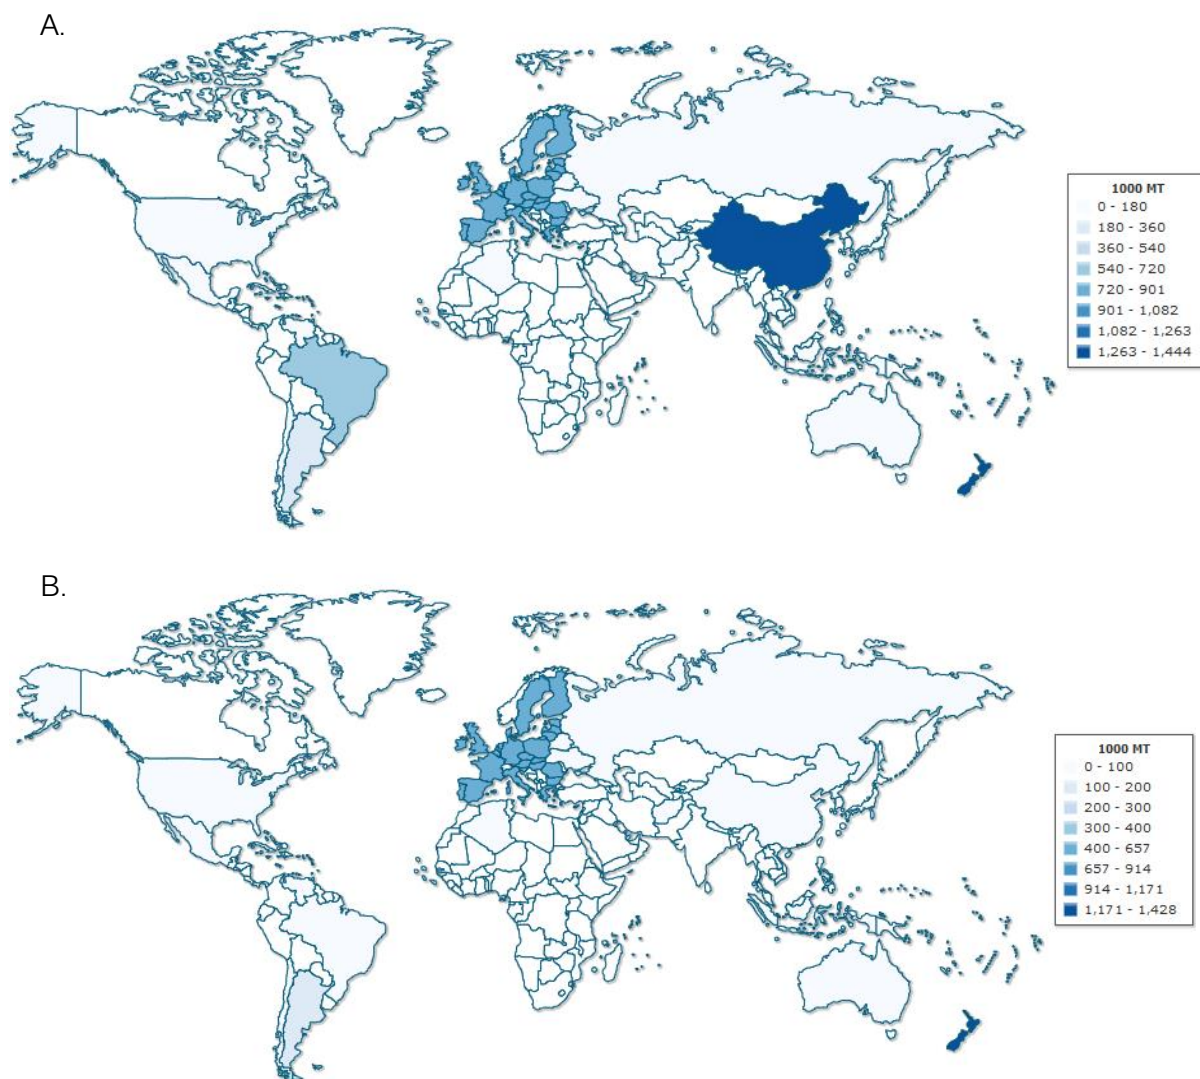 A.
1000 MT
0 - 180
180 - 360
360 - 540
540 - 720
720 - 901
901 - 1,082
1,082 - 1,263
1,263 - 1,444
B.
1000 MT
0 - 100
100 - 200
200 - 300
300 - 400
400 - 657
657 - 914
914 - 1,171
1,171 - 1,428